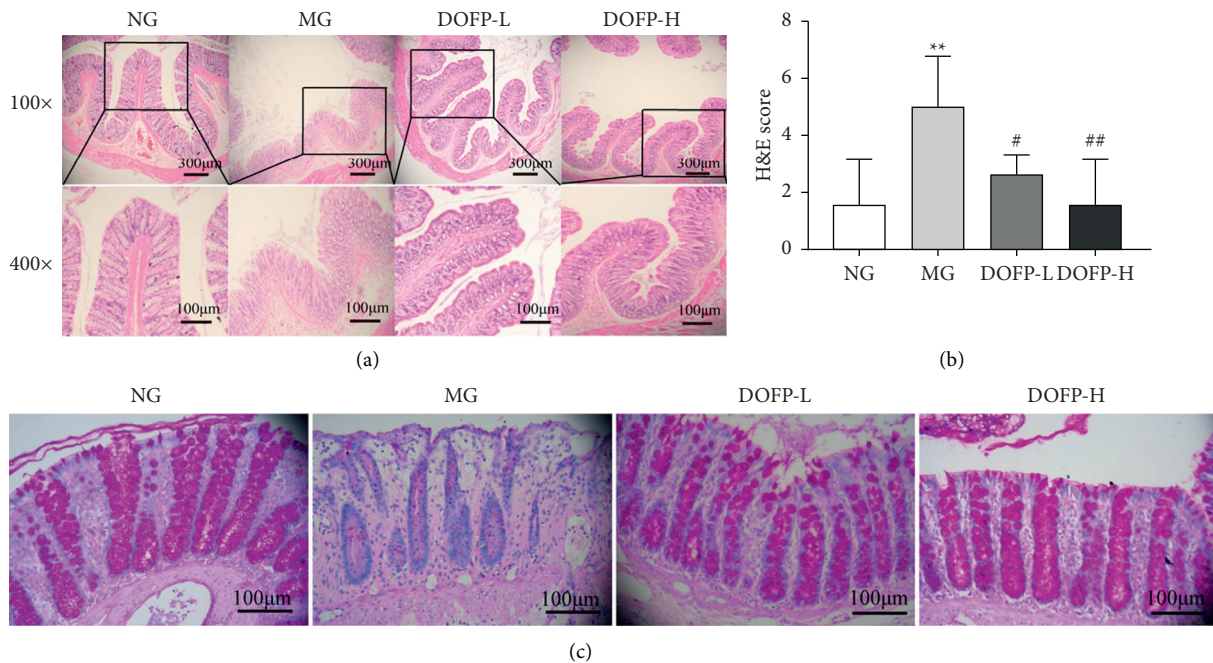 NG MG DOFP-L DOFP-H
100×
300μm 300μm 300μm 300μm
400×
100μm 100μm 100μm 100μm
(a)
8
6
4
2
0
H&E score
** # ##
NG MG DOFP-L DOFP-H
(b)
NG MG DOFP-L DOFP-H
100μm 100μm 100μm 100μm
(c)